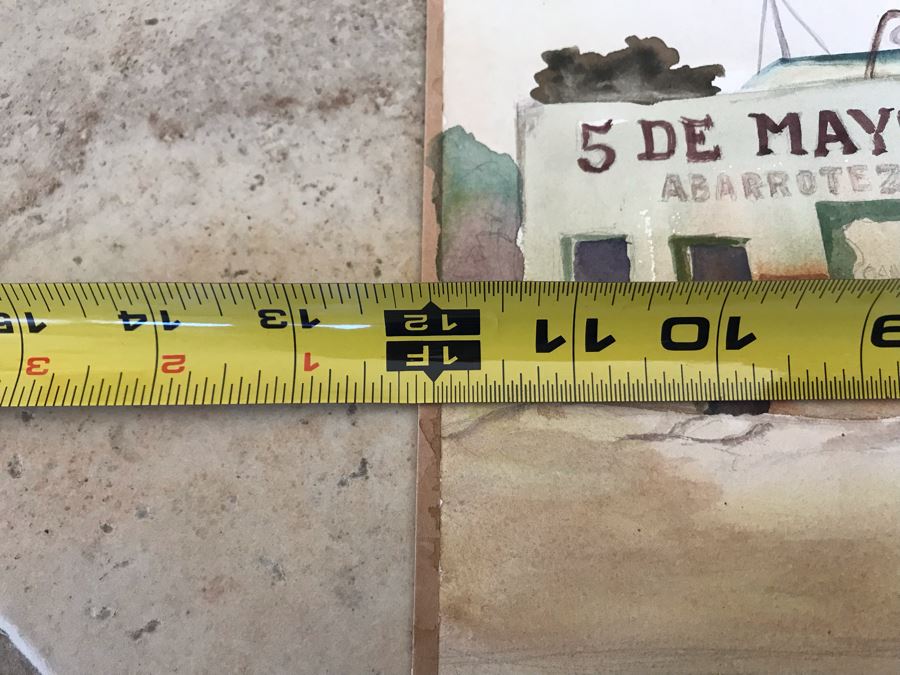 5 DE MAY
ABARROTEZ
1F 1 2 3
9 10 11 12 13 14 15